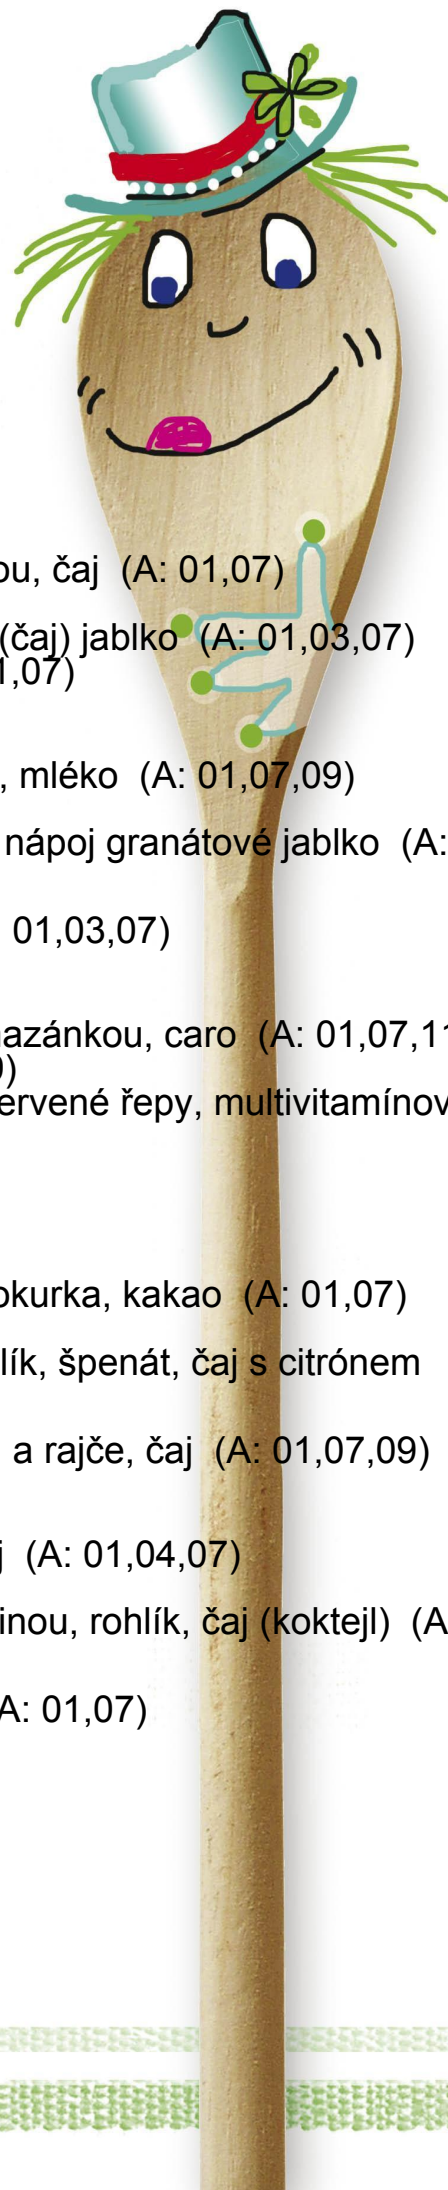 ou, čaj (A: 01,07)
(čaj) jablko (A: 01,03,07)
1,07)
, mléko (A: 01,07,09)
nápoj granátové jablko (A:
01,03,07)
azánkou, caro (A: 01,07,11
)
ervené řepy, multivitamínov
okurka, kakao (A: 01,07)
lík, špenát, čaj s citrónem
a rajče, čaj (A: 01,07,09)
j (A: 01,04,07)
inou, rohlík, čaj (koktejl) (A
A: 01,07)